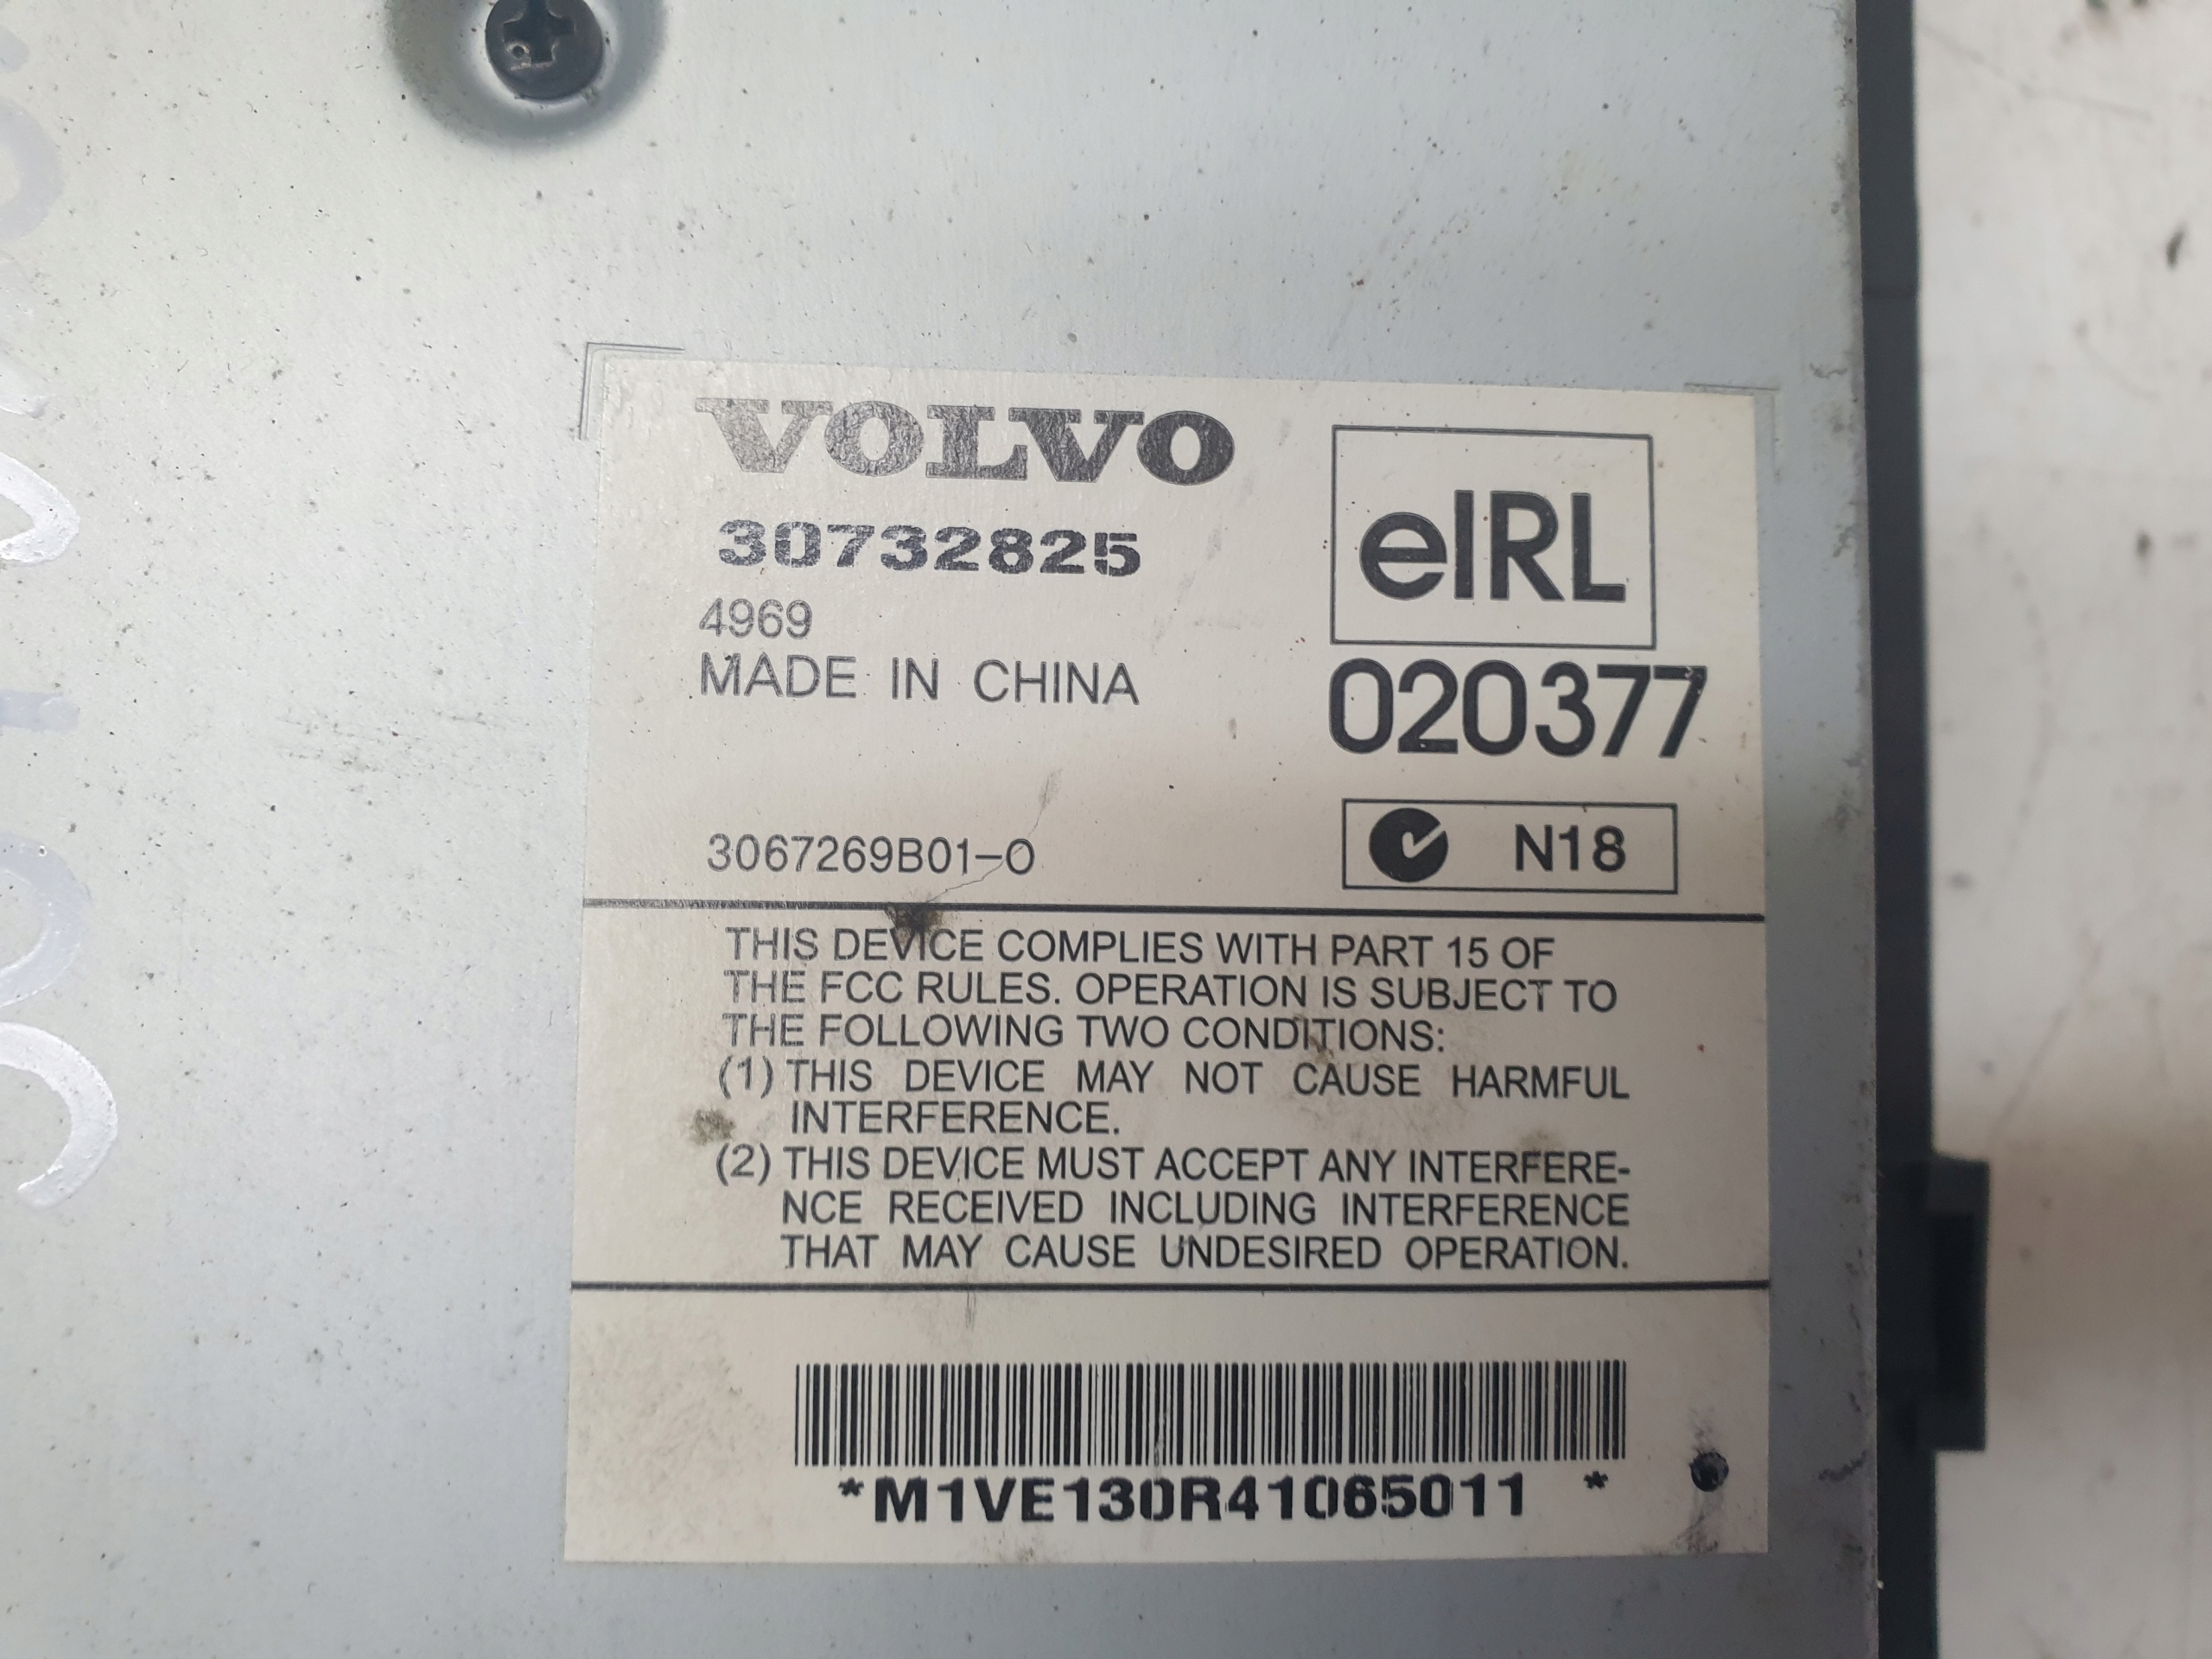 VOLVO
30732825
4969
MADE IN CHINA
eIRL
020377
3067269B01-0
N18
THIS DEVICE COMPLIES WITH PART 15 OF
THE FCC RULES. OPERATION IS SUBJECT TO
THE FOLLOWING TWO CONDITIONS:
(1) THIS DEVICE MAY NOT CAUSE HARMFUL
INTERFERENCE.
(2) THIS DEVICE MUST ACCEPT ANY INTERFERE-
NCE RECEIVED INCLUDING INTERFERENCE
THAT MAY CAUSE UNDESIRED OPERATION.
*M1VE130R41065011 *